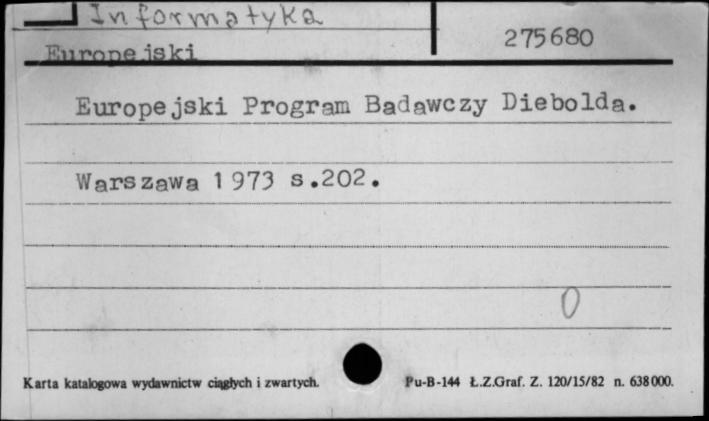 Informatyka
Europejski
275680
Europejski Program Badawczy Diebolda.
Warszawa 1973 s.202.
0
Karta katalogowa wydawnictw ciągłych i zwartych.
Pu-B-144 Ł.Z.Graf. Z. 120/15/82 n. 638000.